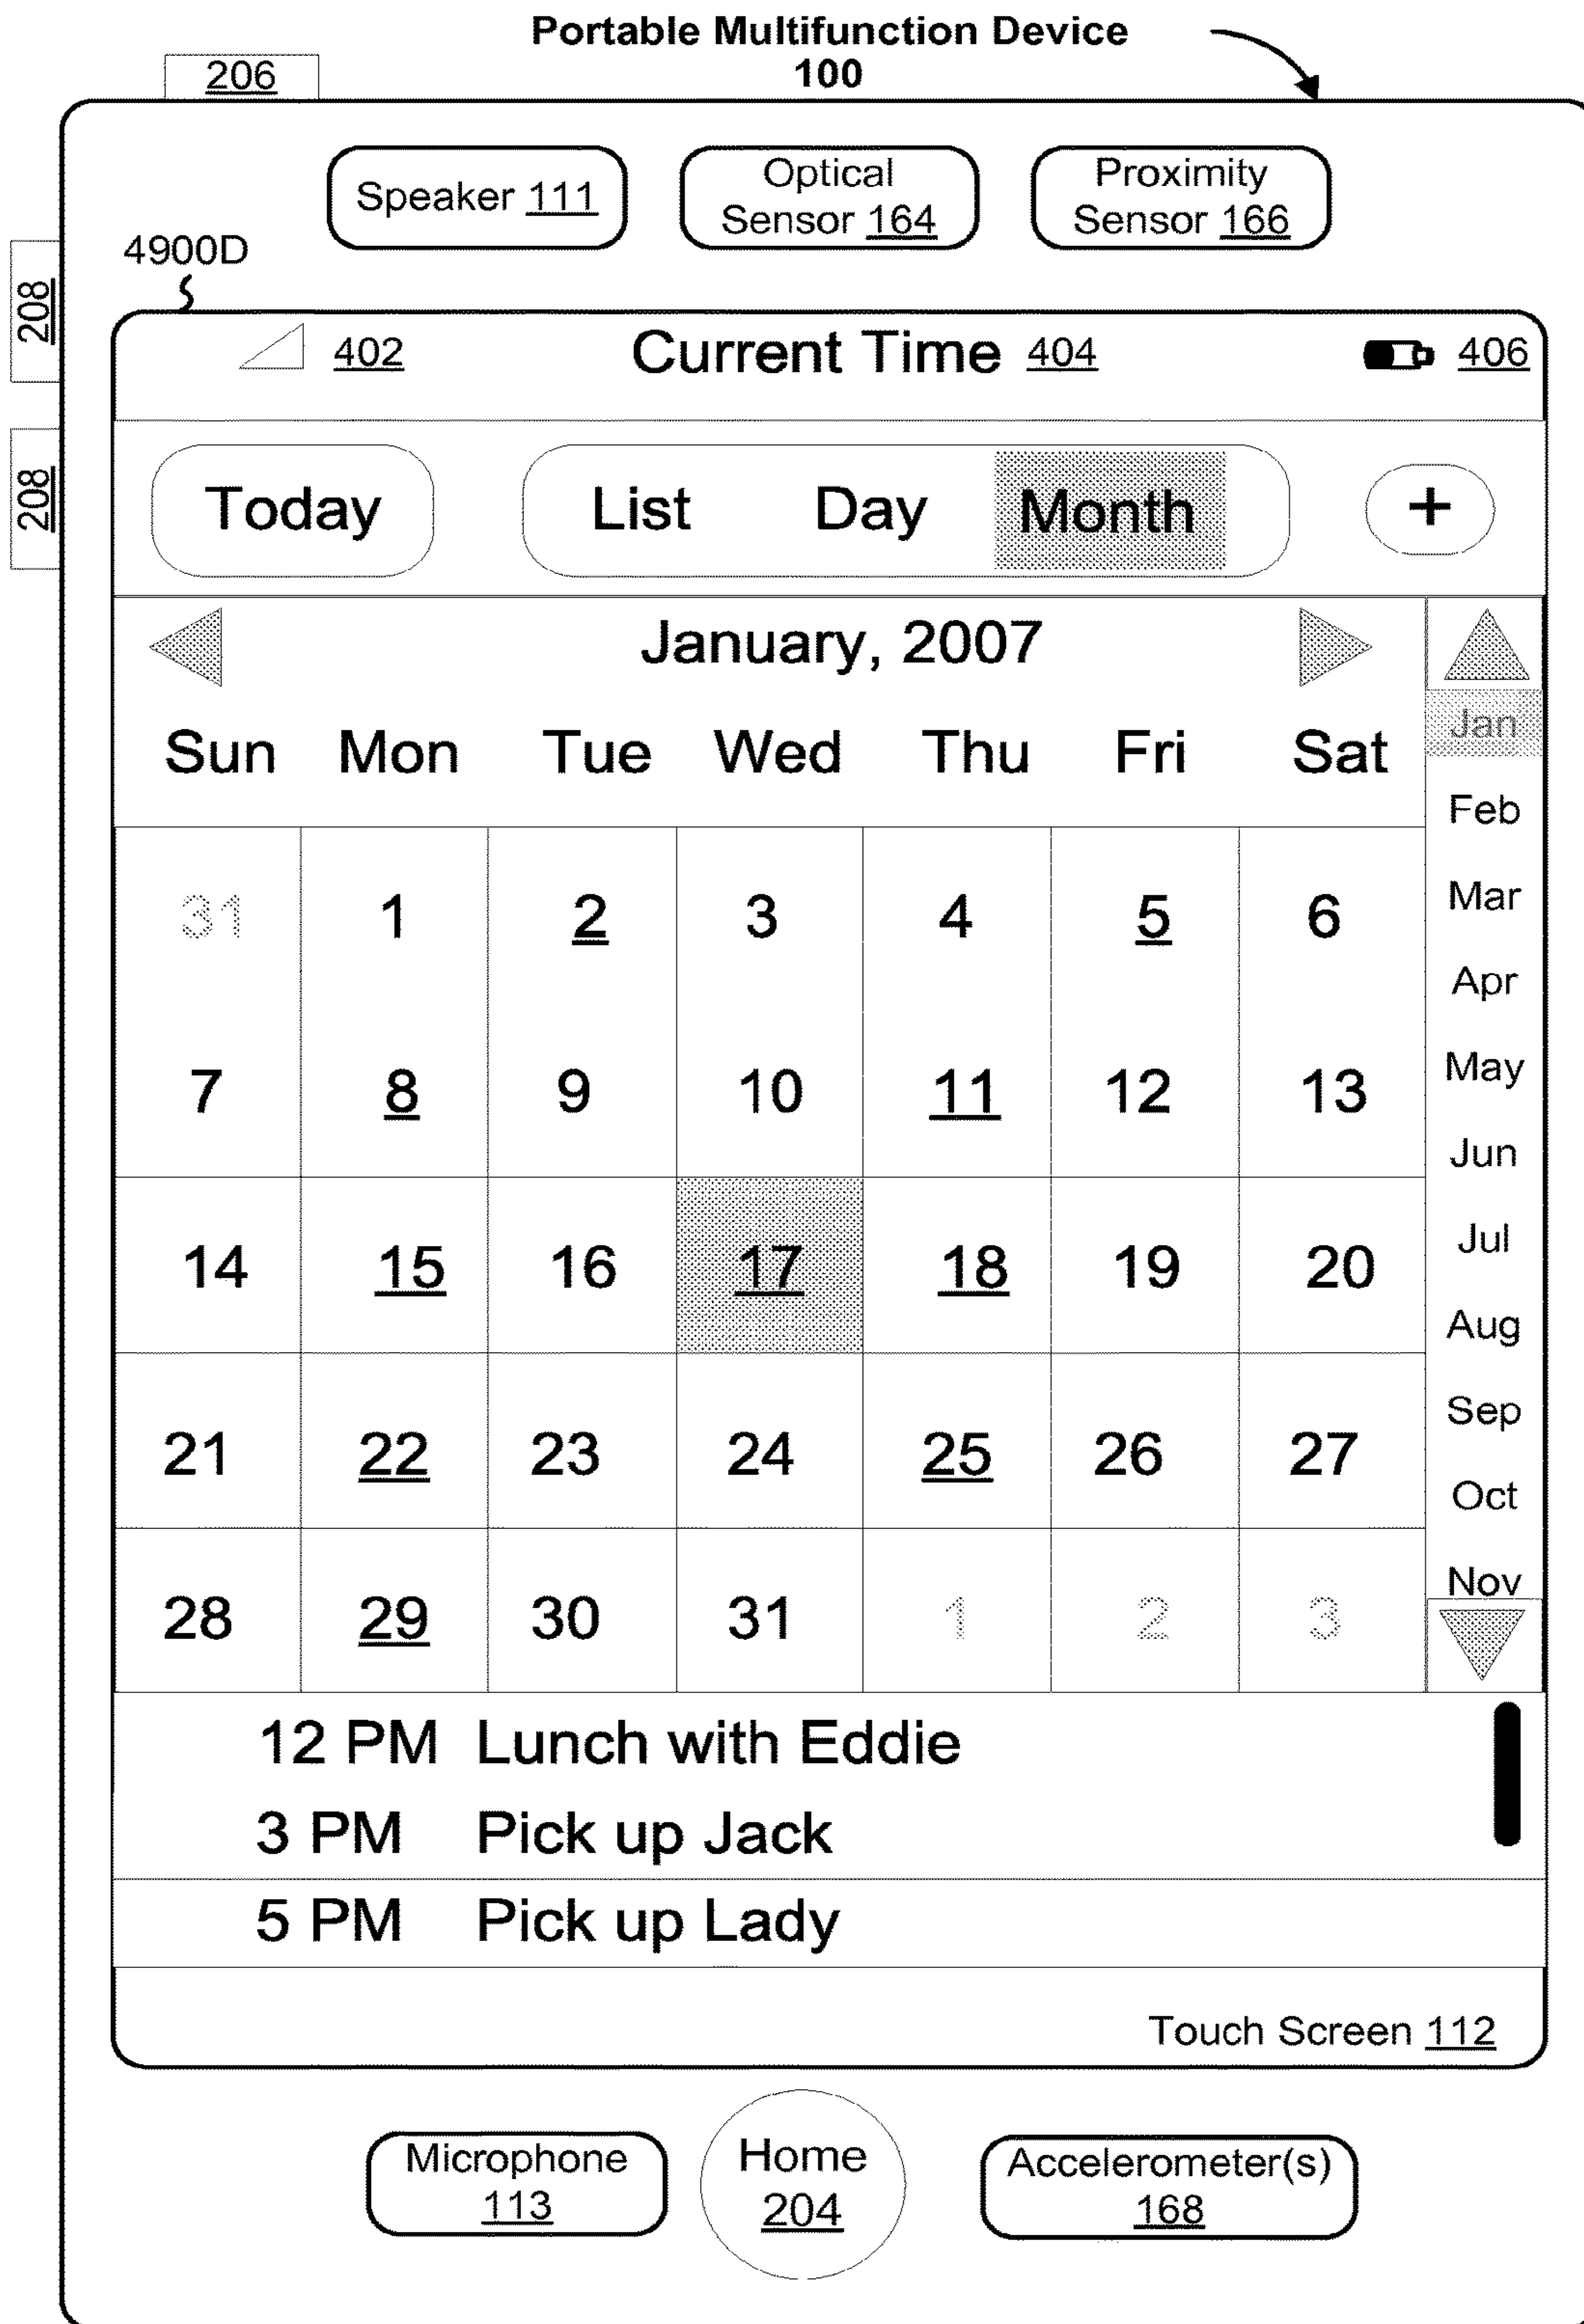 Portable Multifunction Device
100
206
Speaker 111
Optical
Sensor 164
Proximity
Sensor 166
4900D
208
208
402
Current Time 404
406
Today
List Day Month
+
January, 2007
Sun Mon Tue Wed Thu Fri Sat
31 1 2 3 4 5 6
7 8 9 10 11 12 13
14 15 16 17 18 19 20
21 22 23 24 25 26 27
28 29 30 31 1 2 3
Jan
Feb
Mar
Apr
May
Jun
Jul
Aug
Sep
Oct
Nov
12 PM Lunch with Eddie
3 PM Pick up Jack
5 PM Pick up Lady
Touch Screen 112
Microphone
113
Home
204
Accelerometer(s)
168